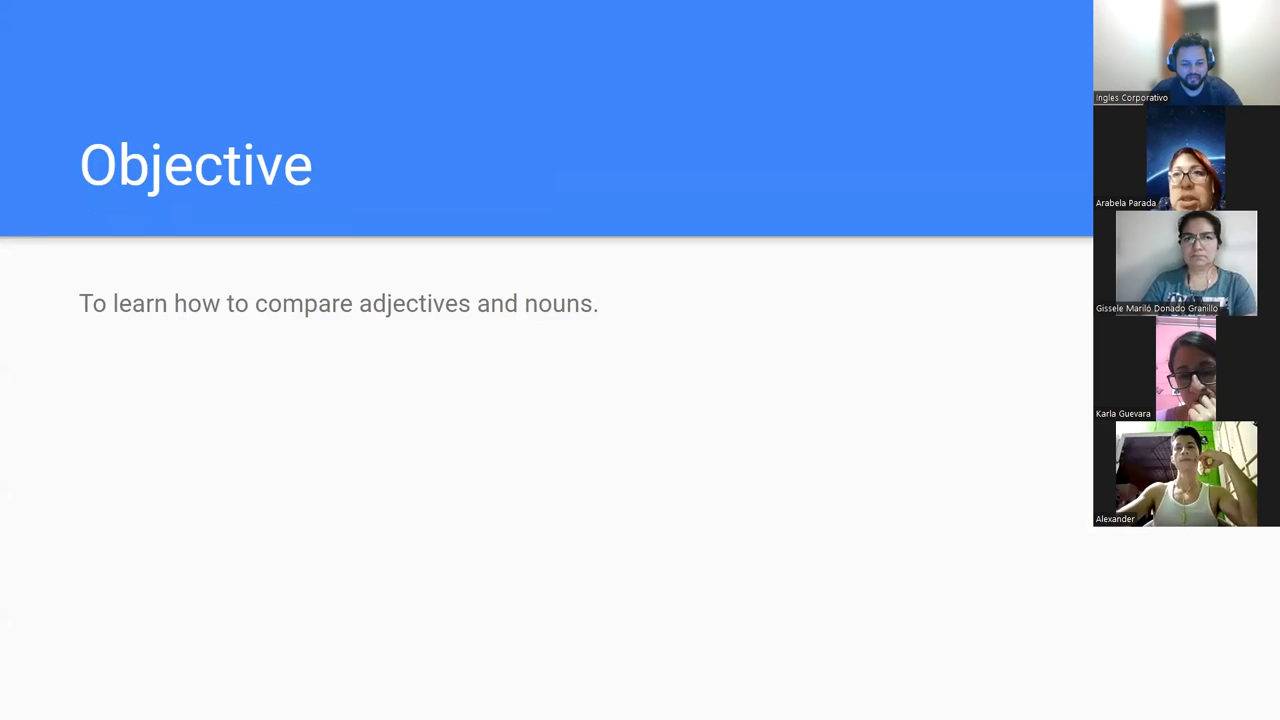 Objective
To learn how to compare adjectives and nouns.
Ingles Corporativo
Arabela Parada
Gissele Mariló Donado Granillo
Karla Guevara
Alexander